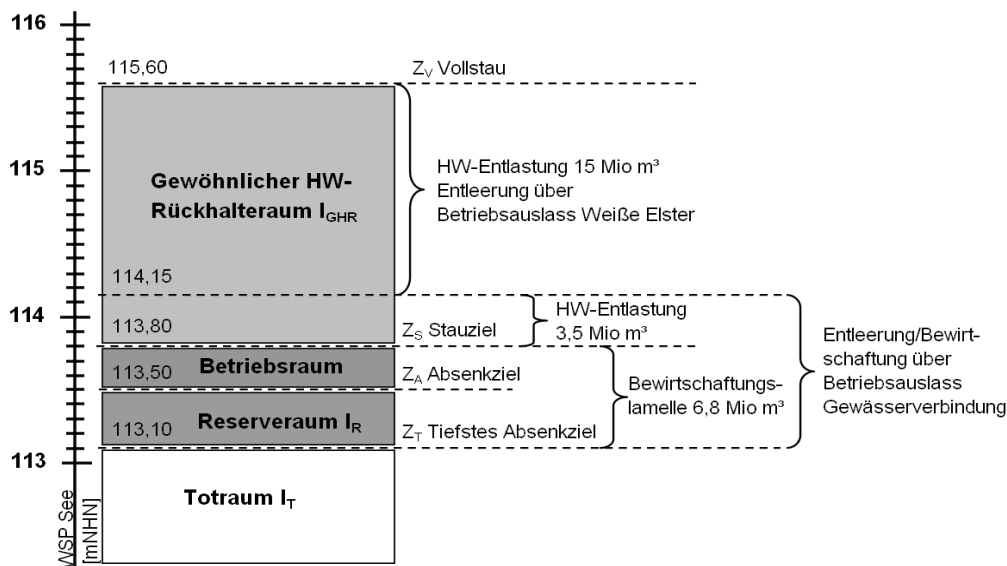 116
115,60
Z_V Vollstau
115
Gewöhnlicher HW-
Rückhalteraum I_GHR
HW-Entlastung 15 Mio m³
Entleerung über
Betriebsauslass Weiße Elster
114,15
114
113,80
Z_S Stauziel
HW-Entlastung
3,5 Mio m³
Entleerung/Bewirt-
schaftung über
Betriebsauslass
Gewässerverbindung
Betriebsraum
113,50
Z_A Absenkziel
Bewirtschaftungs-
lamelle 6,8 Mio m³
Reserveraum I_R
113,10
Z_T Tiefstes Absenkziel
113
Totraum I_T
WSP See
[mNHN]